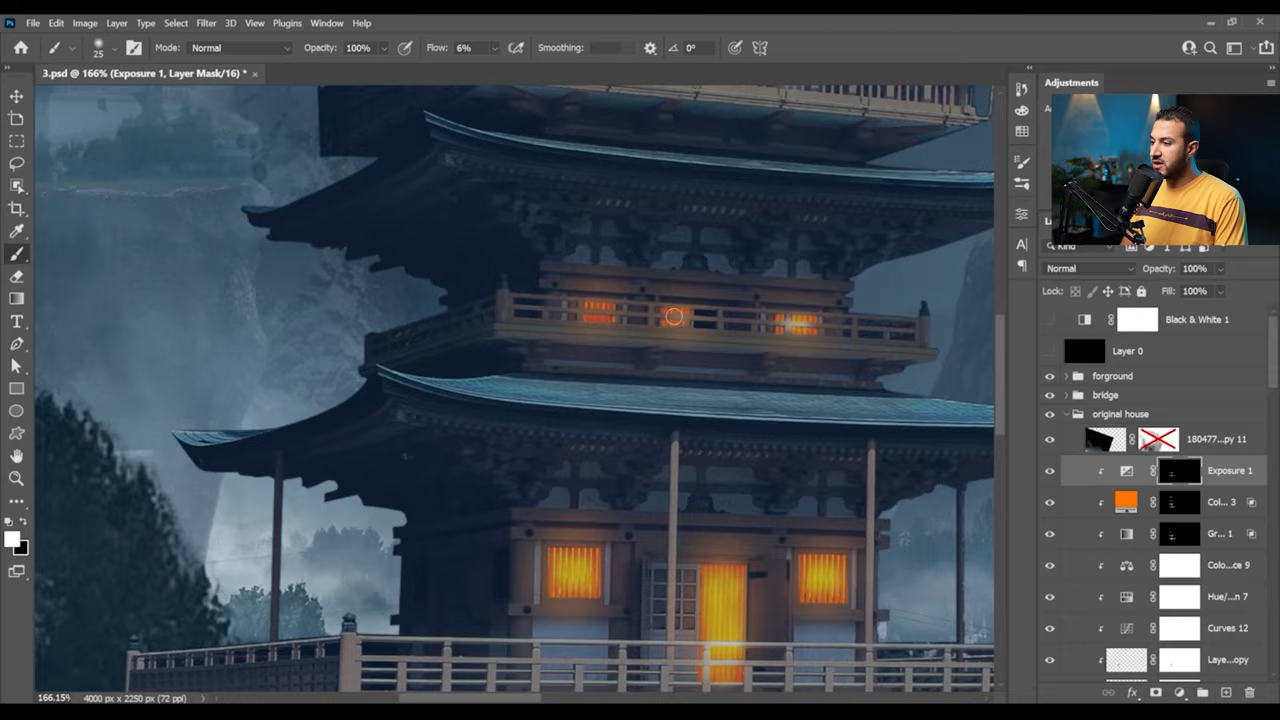 Ps File Edit Image Layer Type Select Filter 3D View Plugins Window Help
25 Mode: Normal Opacity: 100% Flow: 6% Smoothing: 0°
3.psd @ 166% (Exposure 1, Layer Mask/16) * ×
Adjustments
Kind
Normal Opacity: 100%
Lock: Fill: 100%
Black & White 1
Layer 0
forground
bridge
original house
180477...py 11
Exposure 1
Col... 3
Gr... 1
Colo...ce 9
Hue/...n 7
Curves 12
Laye...opy
166.15% 4000 px x 2250 px (72 ppi)